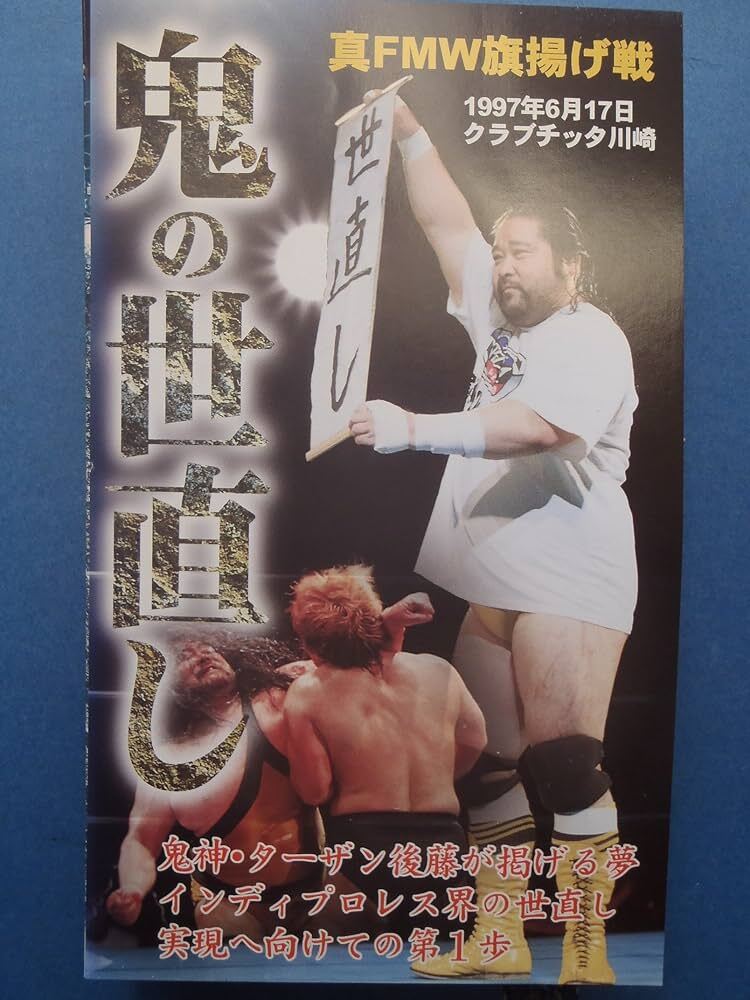 真FMW旗揚げ戦
1997年6月17日
クラブチッタ川崎
鬼の世直し
世直し
鬼神・ターザン後藤が掲げる夢
インディプロレス界の世直し
実現へ向けての第1歩